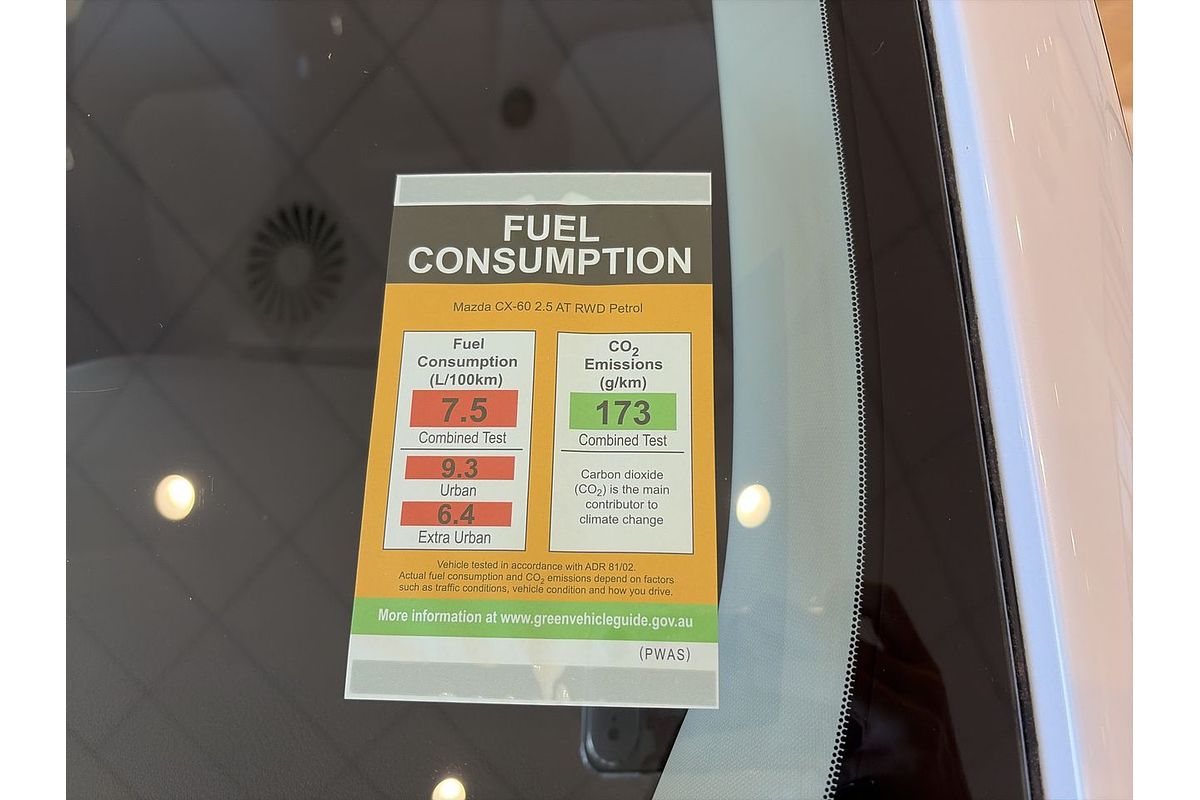 FUEL
CONSUMPTION
Mazda CX-60 2.5 AT RWD Petrol
Fuel
Consumption
(L/100km)
7.5
Combined Test
9.3
Urban
6.4
Extra Urban
CO₂
Emissions
(g/km)
173
Combined Test
Carbon dioxide
(CO₂) is the main
contributor to
climate change
Vehicle tested in accordance with ADR 81/02.
Actual fuel consumption and CO₂ emissions depend on factors
such as traffic conditions, vehicle condition and how you drive.
More information at www.greenvehicleguide.gov.au
(PWAS)